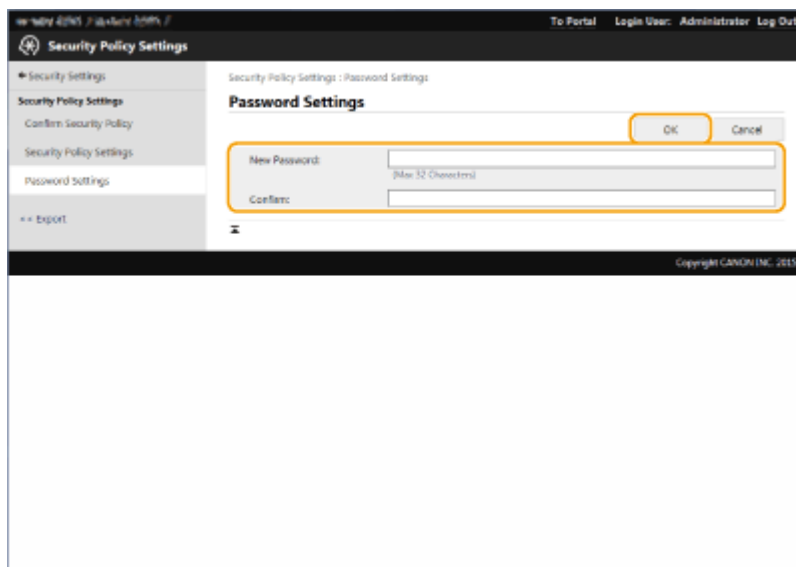 To Portal Login User: Administrator Log Out
Security Policy Settings
Security Settings
Security Policy Settings : Password Settings
Security Policy Settings
Password Settings
Confirm Security Policy
OK Cancel
Security Policy Settings
New Password:
(Max 32 Characters)
Password Settings
Confirm:
Export
Copyright CANON INC. 2015